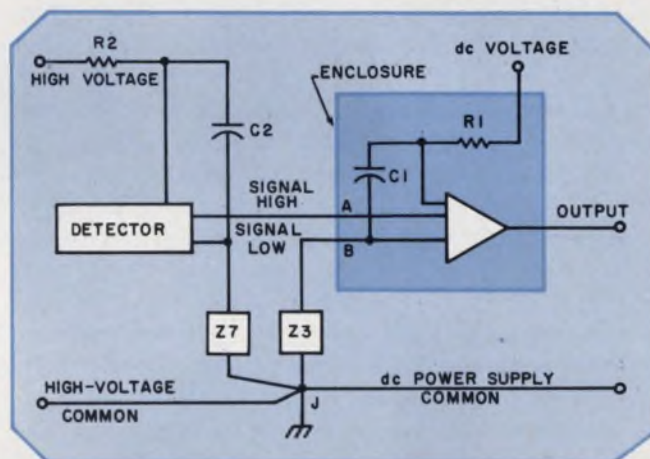 R2
HIGH VOLTAGE
dc VOLTAGE
ENCLOSURE
R1
C2
C1
SIGNAL HIGH
A
DETECTOR
SIGNAL LOW
B
OUTPUT
Z7
Z3
HIGH-VOLTAGE COMMON
dc POWER SUPPLY COMMON
J